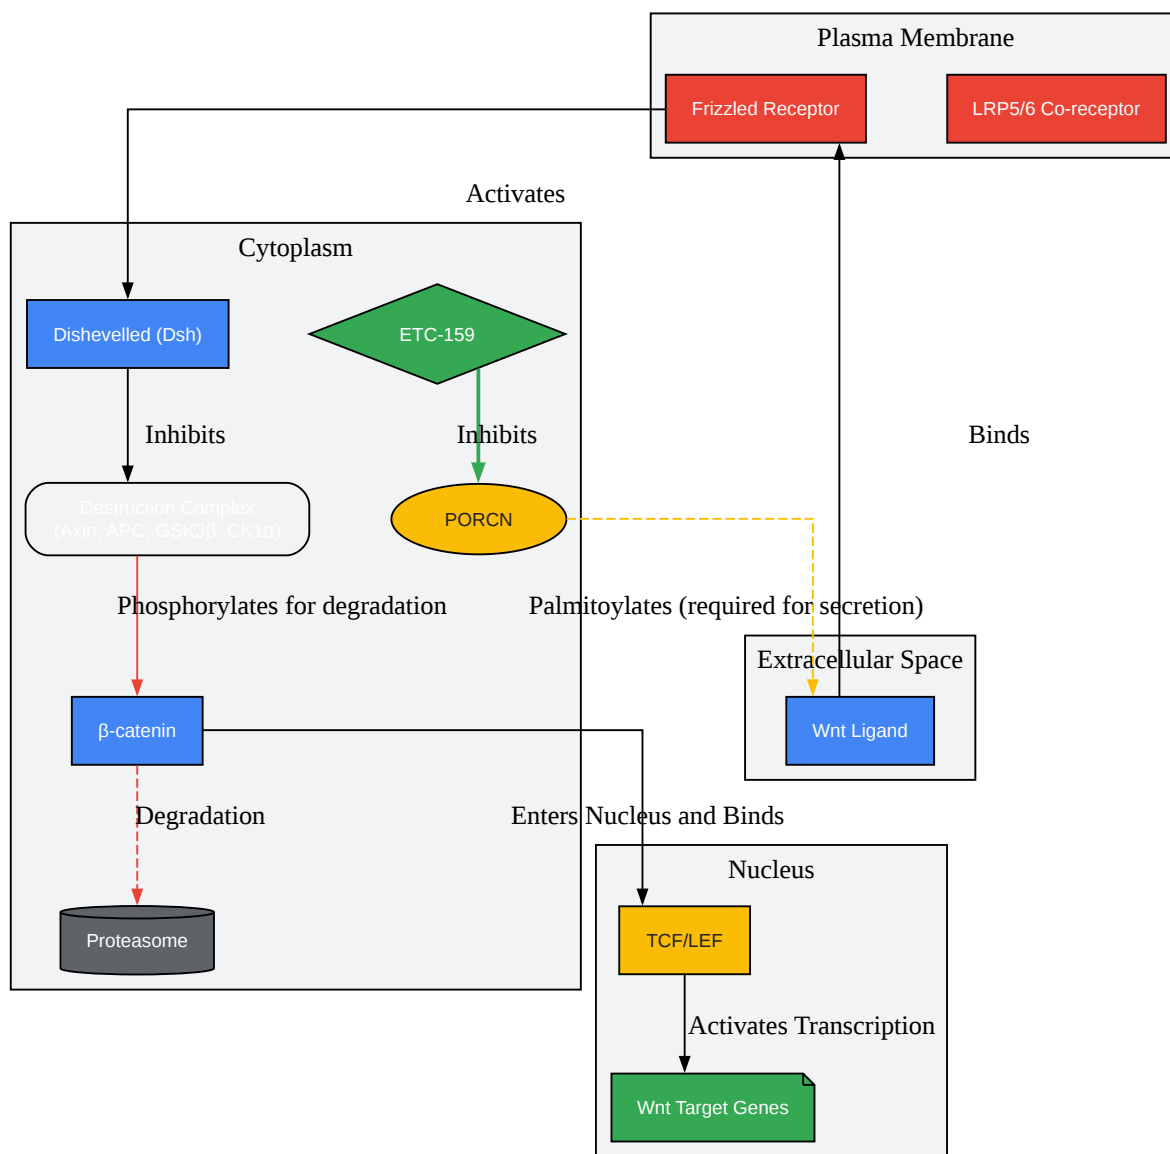 Plasma Membrane
Frizzled Receptor
LRP5/6 Co-receptor
Activates
Cytoplasm
Dishevelled (Dsh)
ETC-159
Inhibits
Inhibits
Binds
Destruction Complex
(Axin, APC, GSK3β, CK1α)
PORCN
Phosphorylates for degradation
Palmitoylates (required for secretion)
Extracellular Space
β-catenin
Wnt Ligand
Degradation
Enters Nucleus and Binds
Nucleus
Proteasome
TCF/LEF
Activates Transcription
Wnt Target Genes